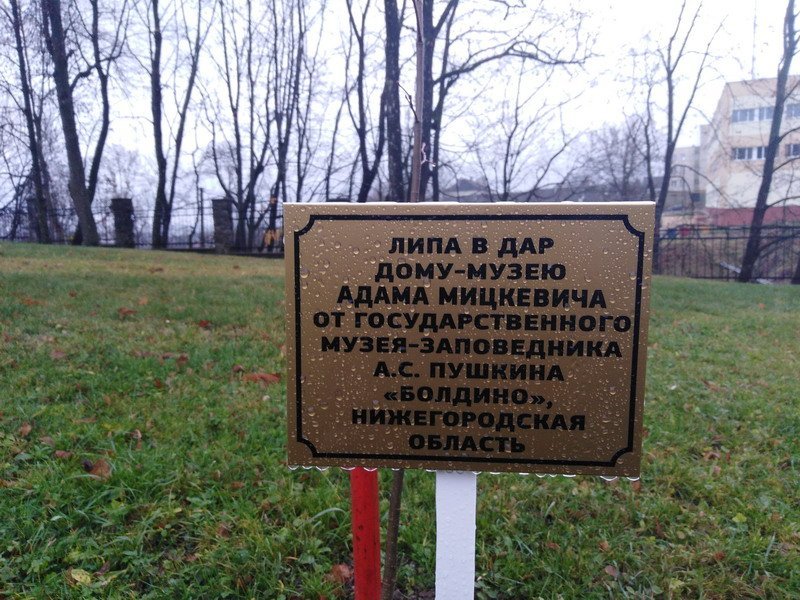 ЛИПА В ДАР
ДОМУ-МУЗЕЮ
АДАМА МИЦКЕВИЧА
ОТ ГОСУДАРСТВЕННОГО
МУЗЕЯ-ЗАПОВЕДНИКА
А.С. ПУШКИНА
«БОЛДИНО»,
НИЖЕГОРОДСКАЯ
ОБЛАСТЬ